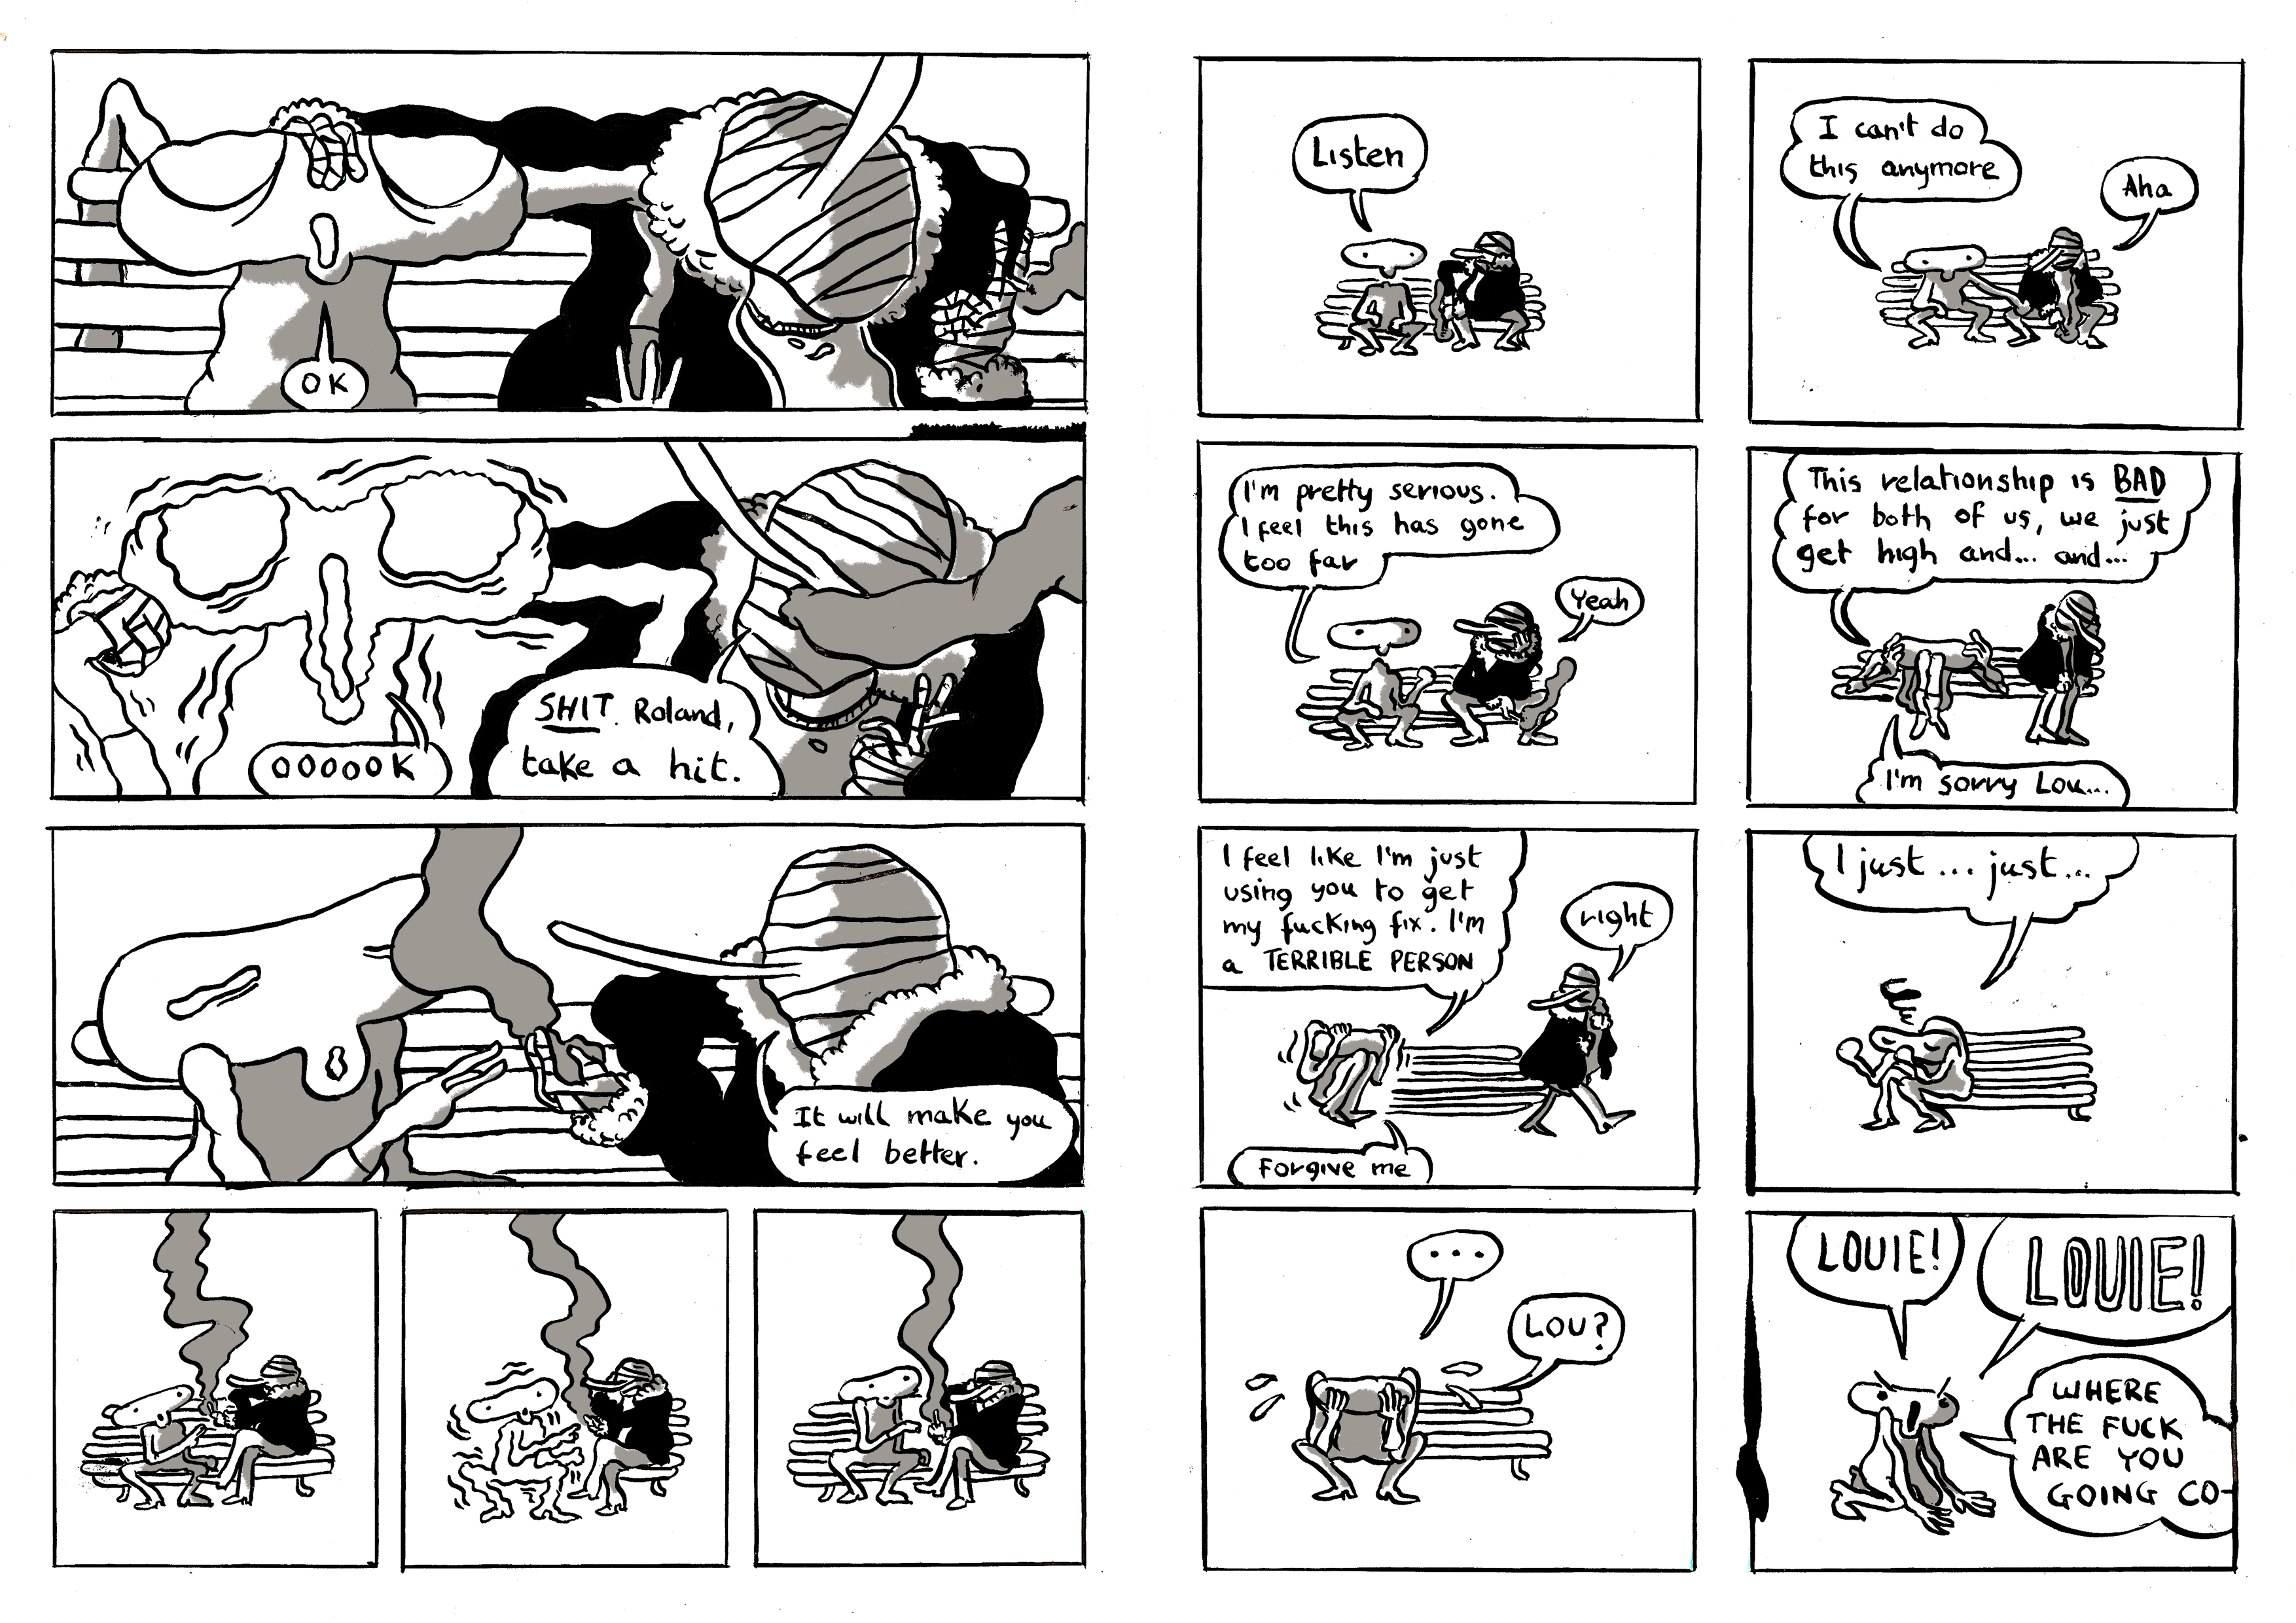 OK
OOOOOK
SHIT. Roland,
take a hit.
It will make you
feel better.
Listen
I can't do
this anymore
Aha
I'm pretty serious.
I feel this has gone
too far
Yeah
This relationship is BAD
for both of us, we just
get high and... and...
I'm sorry Lou...
I feel like I'm just
using you to get
my fucking fix. I'm
a TERRIBLE PERSON
right
Forgive me
I just ... just...
...
LOU?
LOUIE!
LOUIE!
WHERE
THE FUCK
ARE YOU
GOING CO-